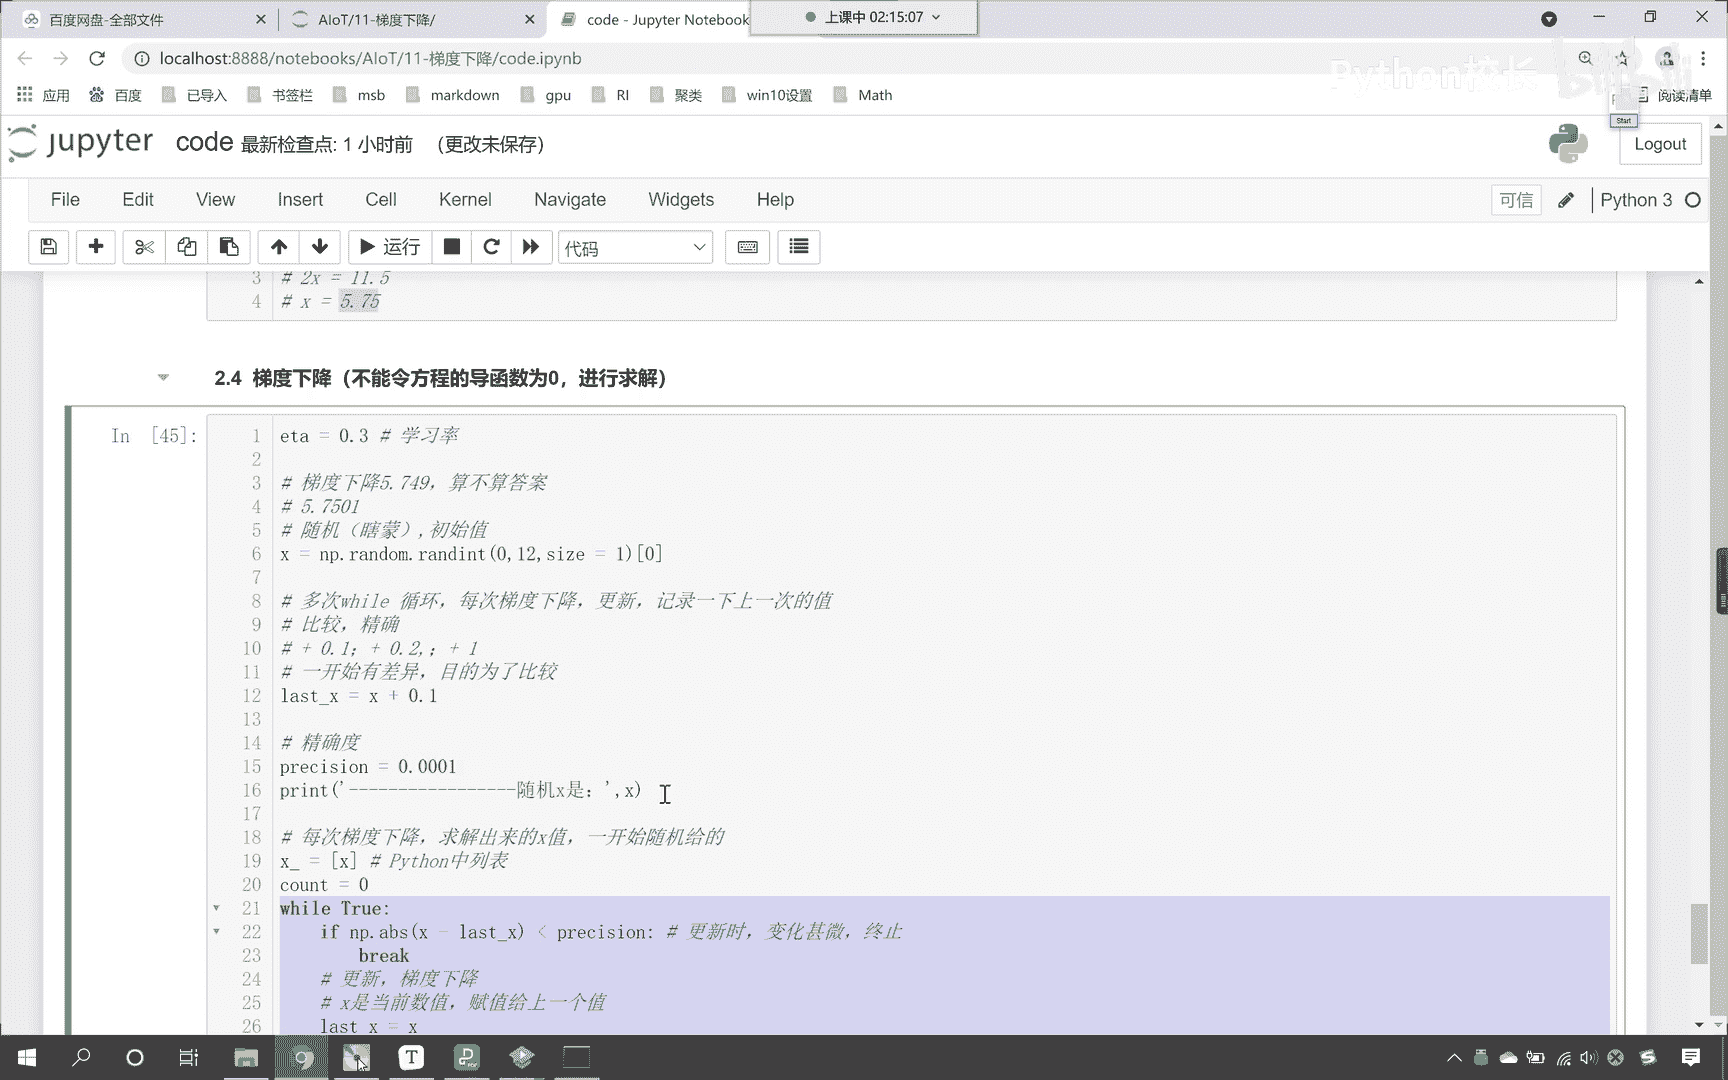 百度网盘-全部文件
AIoT/11-梯度下降/
code - Jupyter Notebook
上课中 02:15:07
localhost:8888/notebooks/AIoT/11-梯度下降/code.ipynb
Python校长
应用 百度 已导入 书签栏 msb markdown gpu RI 聚类 win10设置 Math 阅读清单
Start
jupyter code 最新检查点: 1 小时前 (更改未保存) Logout
File Edit View Insert Cell Kernel Navigate Widgets Help 可信 Python 3
运行 代码
3 # 2x = 11.5
4 # x = 5.75
2.4 梯度下降（不能令方程的导函数为0，进行求解）
In [45]:
1 eta = 0.3 # 学习率
2
3 # 梯度下降5.749，算不算答案
4 # 5.7501
5 # 随机（瞎蒙）,初始值
6 x = np.random.randint(0,12,size = 1)[0]
7
8 # 多次while 循环，每次梯度下降，更新，记录一下上一次的值
9 # 比较，精确
10 # + 0.1; + 0.2,; + 1
11 # 一开始有差异，目的为了比较
12 last_x = x + 0.1
13
14 # 精确度
15 precision = 0.0001
16 print('-----------------随机x是：',x)
17
18 # 每次梯度下降，求解出来的x值，一开始随机给的
19 x_ = [x] # Python中列表
20 count = 0
21 while True:
22 if np.abs(x - last_x) < precision: # 更新时，变化甚微，终止
23 break
24 # 更新，梯度下降
25 # x是当前数值，赋值给上一个值
26 last_x = x